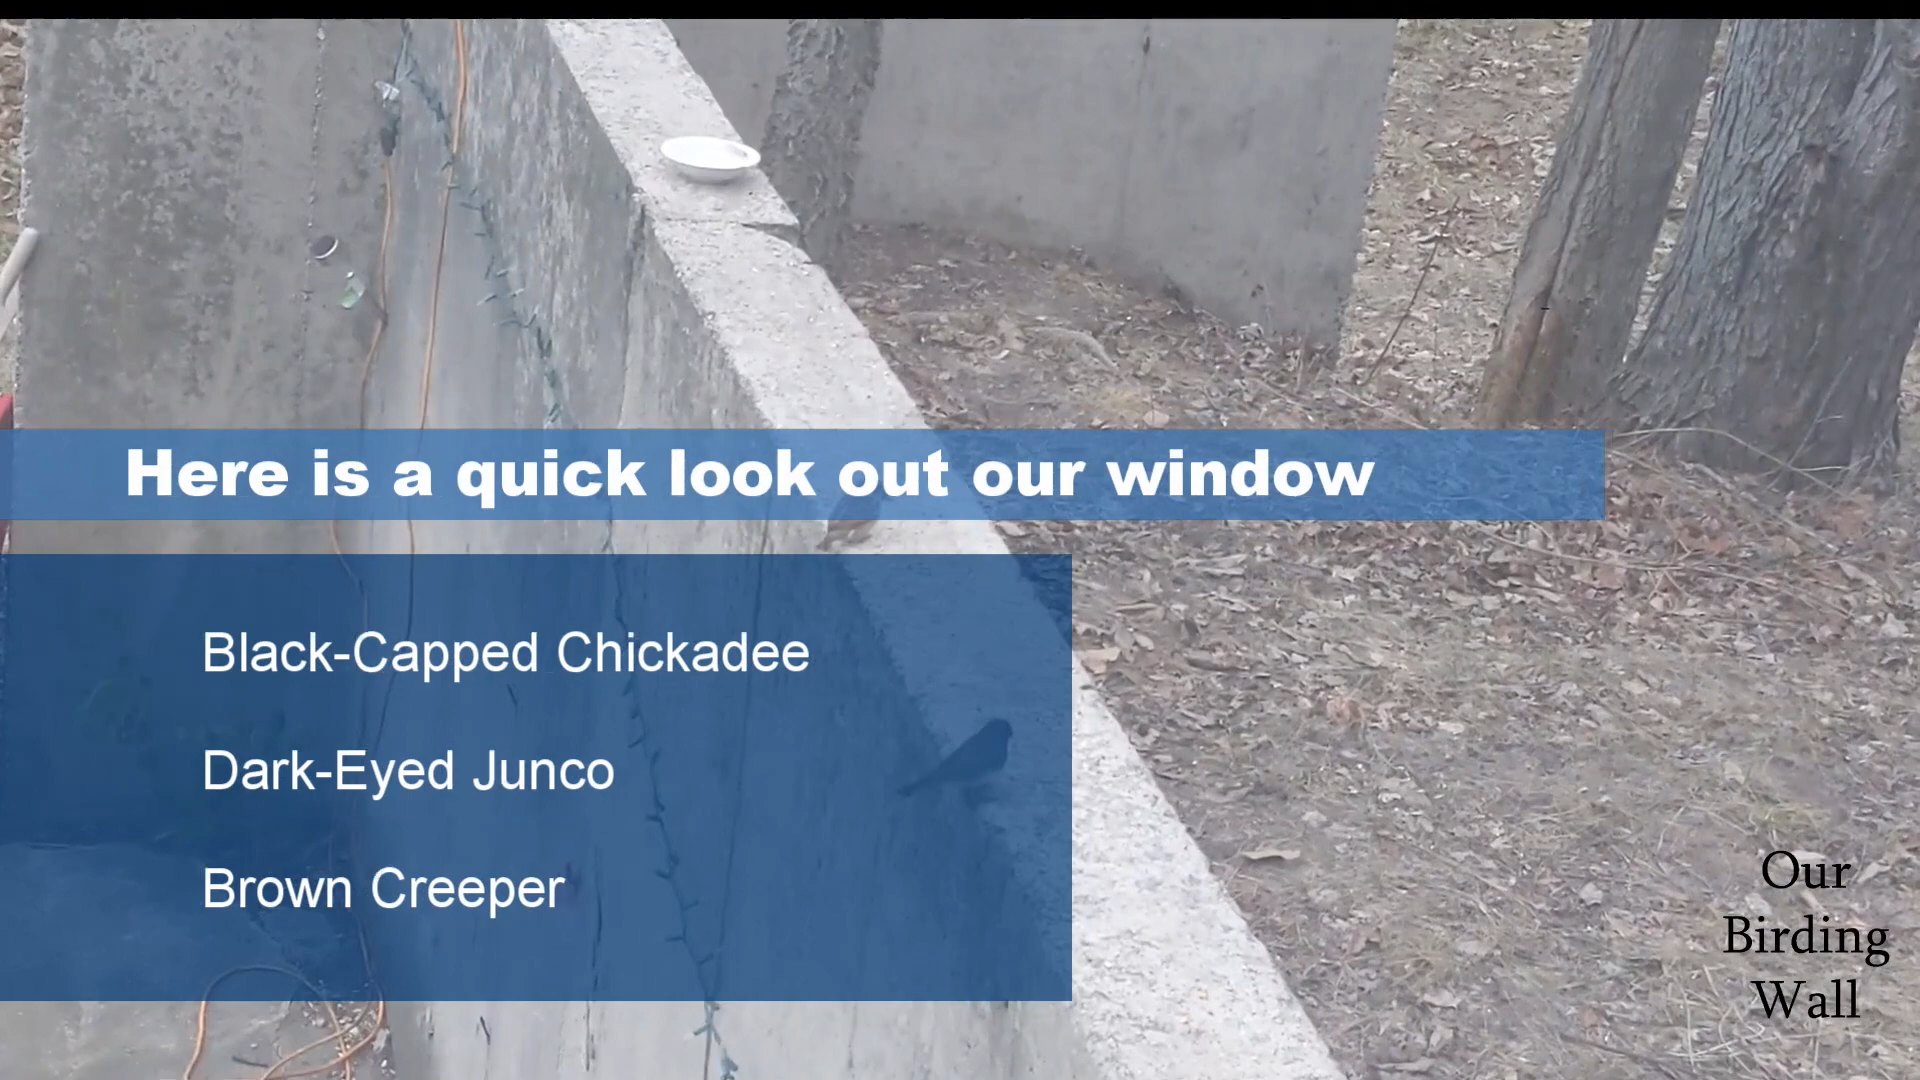 Here is a quick look out our window
Black-Capped Chickadee
Dark-Eyed Junco
Brown Creeper
Our
Birding
Wall